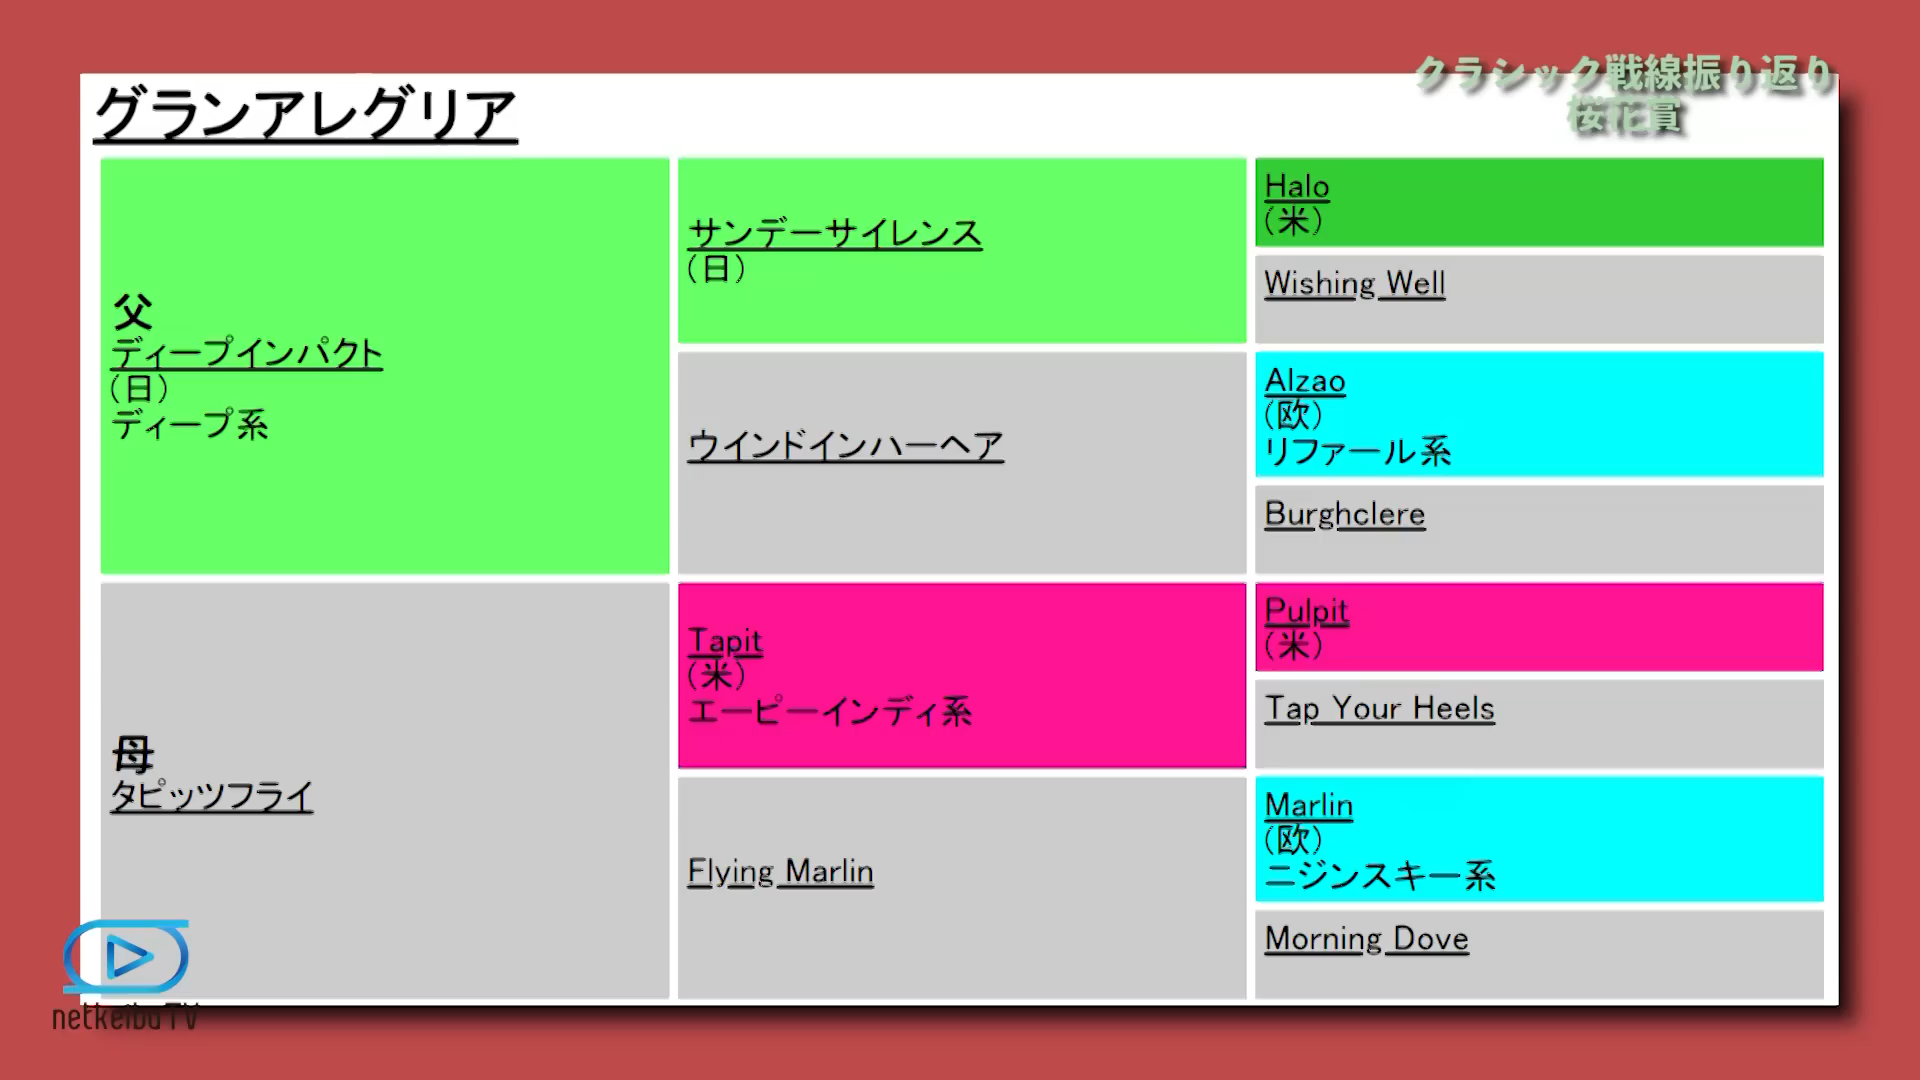 クラシック戦線振り返り
桜花賞
グランアレグリア
父
ディープインパクト
(日)
ディープ系
母
タピッツフライ
サンデーサイレンス
(日)
ウインドインハーヘア
Tapit
(米)
エーピーインディ系
Flying Marlin
Halo
(米)
Wishing Well
Alzao
(欧)
リファール系
Burghclere
Pulpit
(米)
Tap Your Heels
Marlin
(欧)
ニジンスキー系
Morning Dove
netkeibaTV